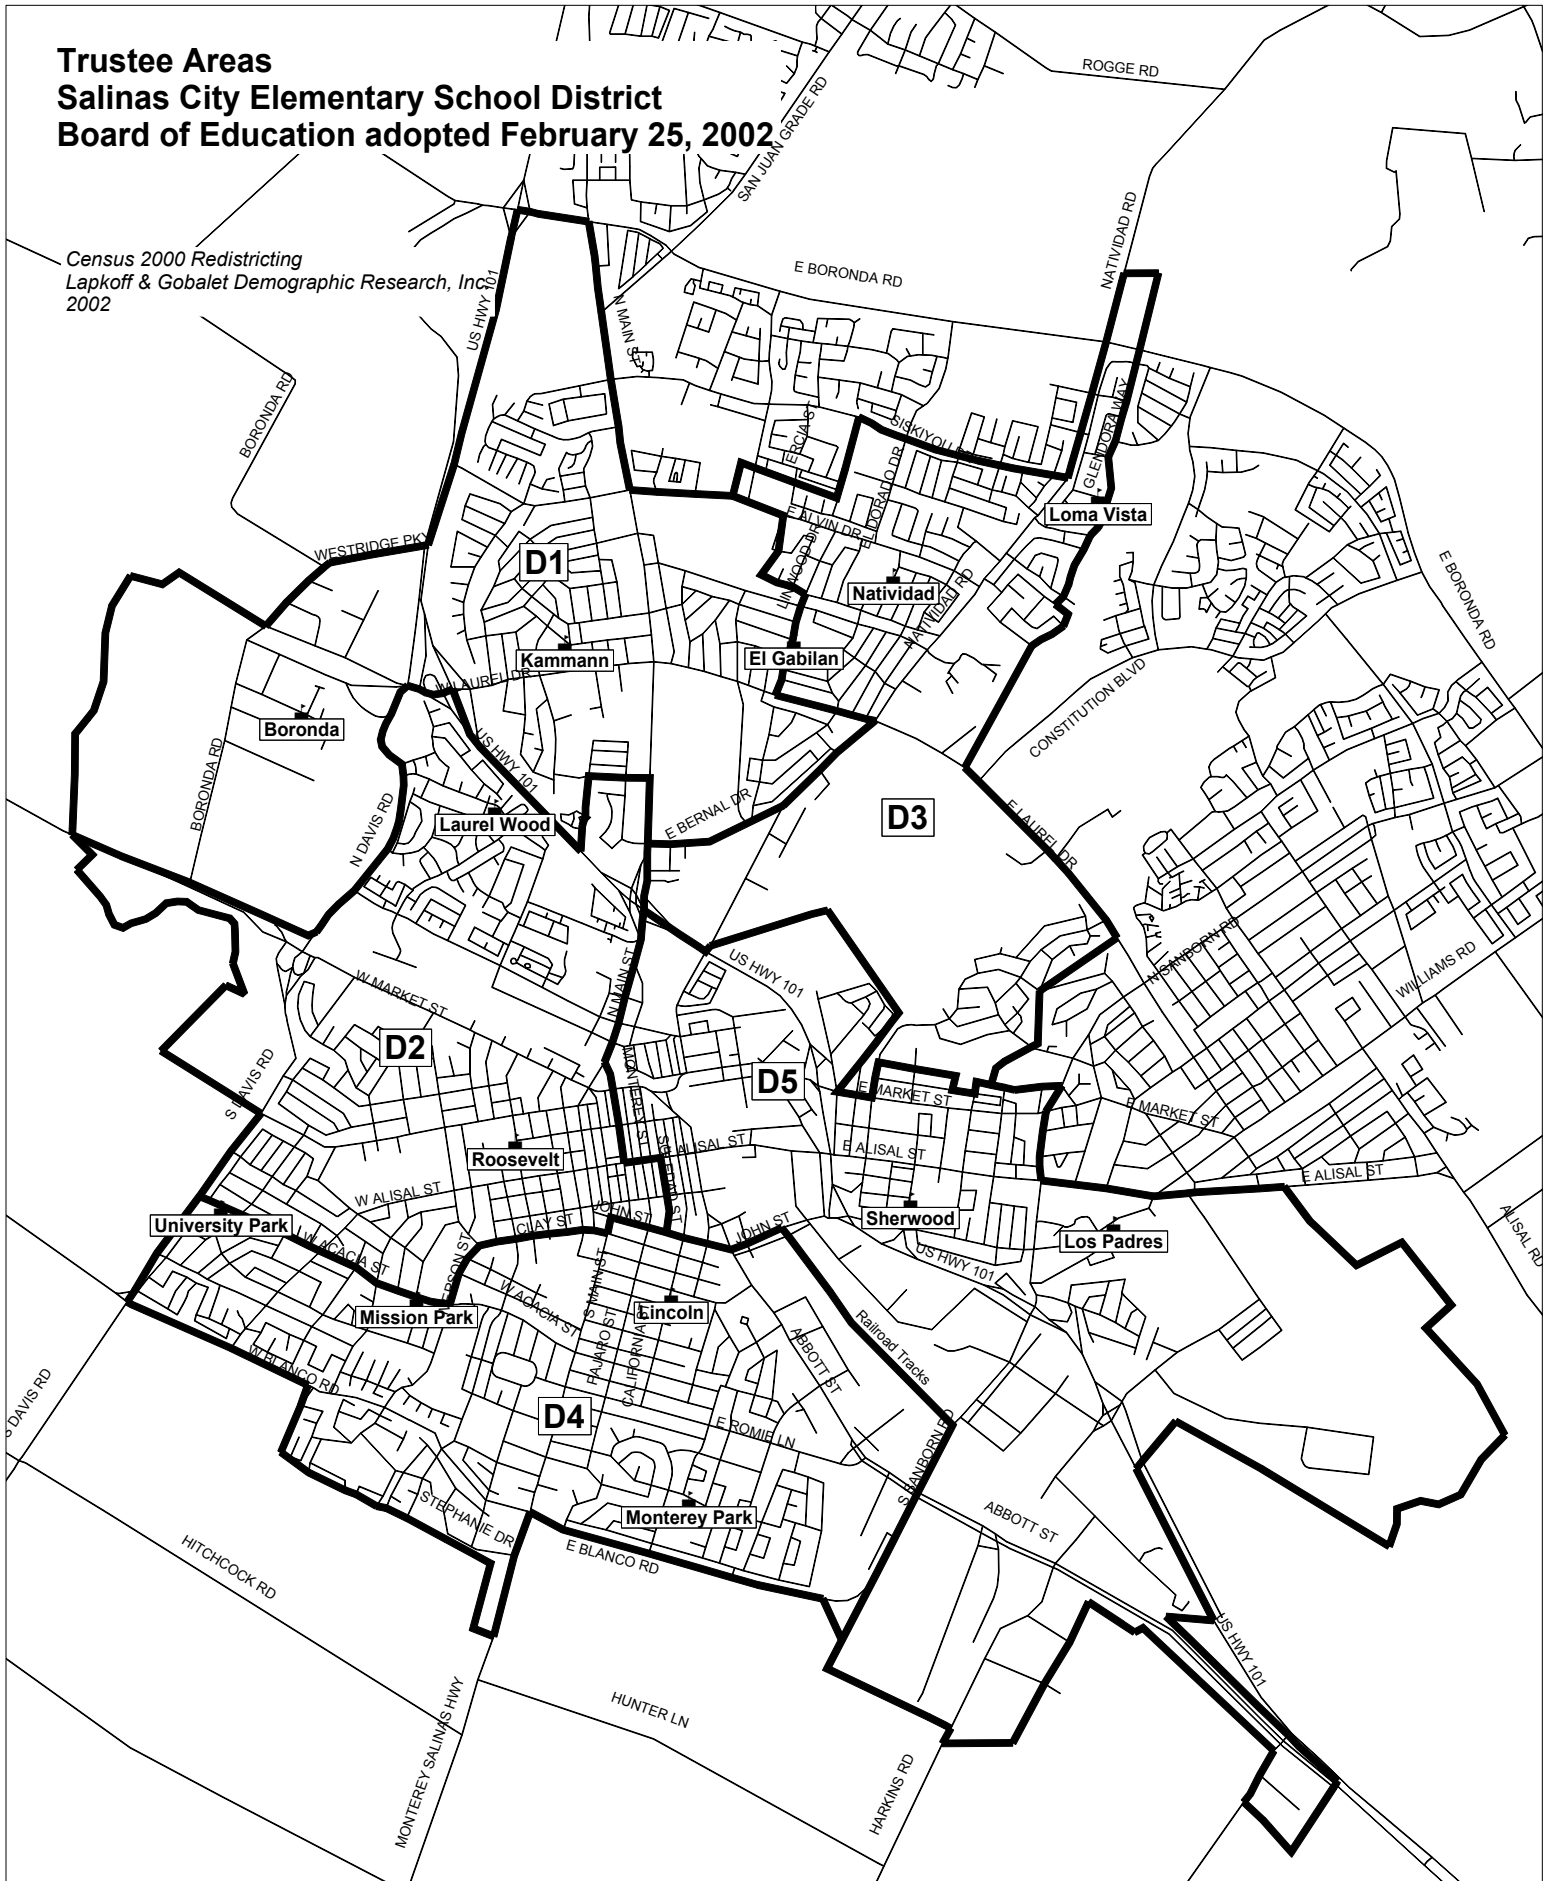 Trustee Areas
Salinas City Elementary School District
Board of Education adopted February 25, 2002
Census 2000 Redistricting
Lapkoff & Gobalet Demographic Research, Inc
2002
ROGGE RD
SAN JUAN GRADE RD
NATIVIDAD RD
E BORONDA RD
US HWY 101
N MAIN ST
BORONDA RD
ERCIA ST
SISKIYOU
GLENDORA WAY
EL DORADO DR
E ALVIN DR
LINWOOD DR
Loma Vista
WESTRIDGE PKY
D1
Natividad
NATIVIDAD RD
E BORONDA RD
Kammann
El Gabilan
W LAUREL DR
CONSTITUTION BLVD
Boronda
US HWY 101
BORONDA RD
N DAVIS RD
Laurel Wood
E BERNAL DR
D3
E LAUREL DR
N SANBORN RD
WILLIAMS RD
US HWY 101
W MARKET ST
N MAIN ST
D2
MONTEREY ST
D5
S DAVIS RD
E MARKET ST
E MARKET ST
Roosevelt
SOLEDAD ST
E ALISAL ST
E ALISAL ST
E ALISAL ST
W ALISAL ST
JOHN ST
CLAY ST
JOHN ST
Sherwood
University Park
W ACACIA ST
US HWY 101
Los Padres
ALISAL RD
Mission Park
W ACACIA ST
S MAIN ST
PAJARO ST
CALIFORNIA ST
Lincoln
ABBOTT ST
Railroad Tracks
W BLANCO RD
S DAVIS RD
D4
E ROMIE LN
S SANBORN RD
STEPHANIE DR
Monterey Park
ABBOTT ST
E BLANCO RD
HITCHCOCK RD
US HWY 101
MONTEREY SALINAS HWY
HUNTER LN
HARKINS RD